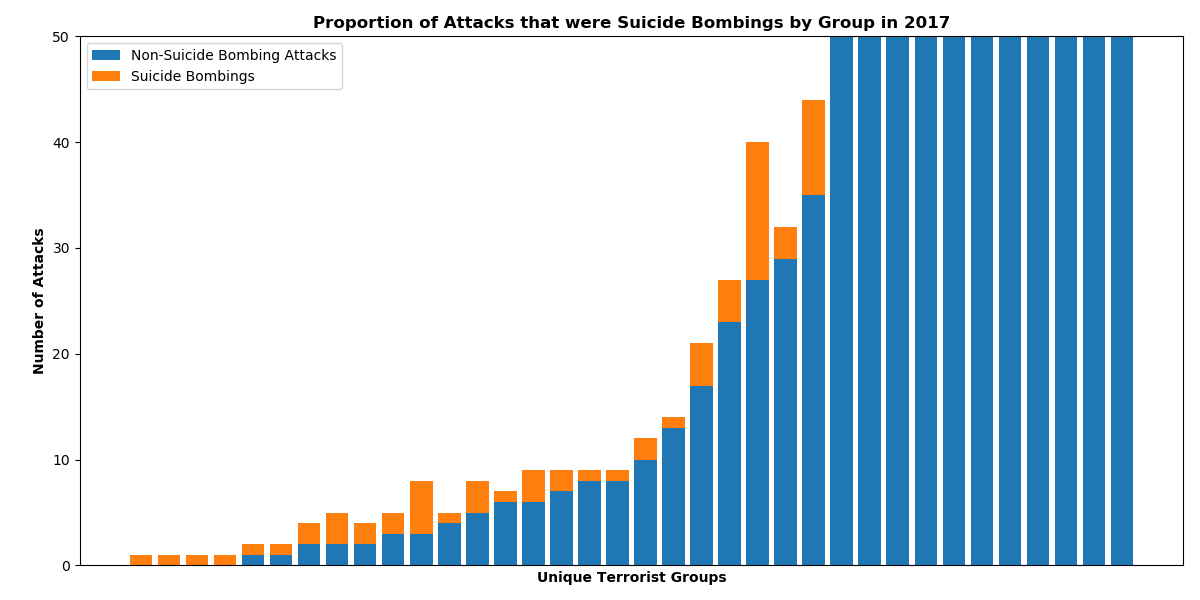 Proportion of Attacks that were Suicide Bombings by Group in 2017
50
Non-Suicide Bombing Attacks
Suicide Bombings
40
30
20
10
0
Number of Attacks
Unique Terrorist Groups